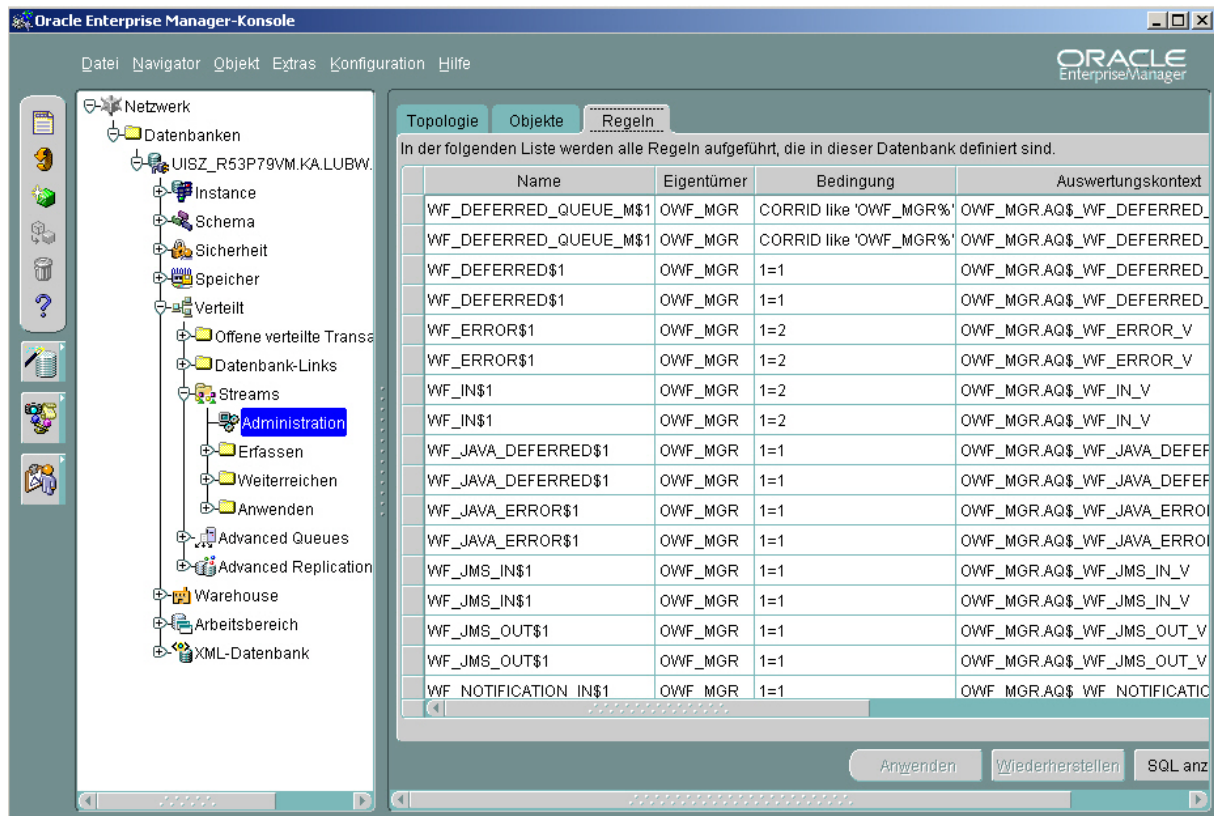 Oracle Enterprise Manager-Konsole
Datei Navigator Objekt Extras Konfiguration Hilfe
ORACLE
EnterpriseManager
Netzwerk
Datenbanken
UISZ_R53P79VM.KA.LUBW.
Instance
Schema
Sicherheit
Speicher
Verteilt
Offene verteilte Transa
Datenbank-Links
Streams
Administration
Erfassen
Weiterreichen
Anwenden
Advanced Queues
Advanced Replication
Warehouse
Arbeitsbereich
XML-Datenbank
Topologie Objekte Regeln
In der folgenden Liste werden alle Regeln aufgeführt, die in dieser Datenbank definiert sind.
Name Eigentümer Bedingung Auswertungskontext
WF_DEFERRED_QUEUE_M$1 OWF_MGR CORRID like 'OWF_MGR%' OWF_MGR.AQ$_WF_DEFERRED_
WF_DEFERRED_QUEUE_M$1 OWF_MGR CORRID like 'OWF_MGR%' OWF_MGR.AQ$_WF_DEFERRED_
WF_DEFERRED$1 OWF_MGR 1=1 OWF_MGR.AQ$_WF_DEFERRED_
WF_DEFERRED$1 OWF_MGR 1=1 OWF_MGR.AQ$_WF_DEFERRED_
WF_ERROR$1 OWF_MGR 1=2 OWF_MGR.AQ$_WF_ERROR_V
WF_ERROR$1 OWF_MGR 1=2 OWF_MGR.AQ$_WF_ERROR_V
WF_IN$1 OWF_MGR 1=2 OWF_MGR.AQ$_WF_IN_V
WF_IN$1 OWF_MGR 1=2 OWF_MGR.AQ$_WF_IN_V
WF_JAVA_DEFERRED$1 OWF_MGR 1=1 OWF_MGR.AQ$_WF_JAVA_DEFER
WF_JAVA_DEFERRED$1 OWF_MGR 1=1 OWF_MGR.AQ$_WF_JAVA_DEFER
WF_JAVA_ERROR$1 OWF_MGR 1=1 OWF_MGR.AQ$_WF_JAVA_ERROR
WF_JAVA_ERROR$1 OWF_MGR 1=1 OWF_MGR.AQ$_WF_JAVA_ERROR
WF_JMS_IN$1 OWF_MGR 1=1 OWF_MGR.AQ$_WF_JMS_IN_V
WF_JMS_IN$1 OWF_MGR 1=1 OWF_MGR.AQ$_WF_JMS_IN_V
WF_JMS_OUT$1 OWF_MGR 1=1 OWF_MGR.AQ$_WF_JMS_OUT_V
WF_JMS_OUT$1 OWF_MGR 1=1 OWF_MGR.AQ$_WF_JMS_OUT_V
WF_NOTIFICATION_IN$1 OWF_MGR 1=1 OWF_MGR.AQ$_WF_NOTIFICATIO
Anwenden Wiederherstellen SQL anz